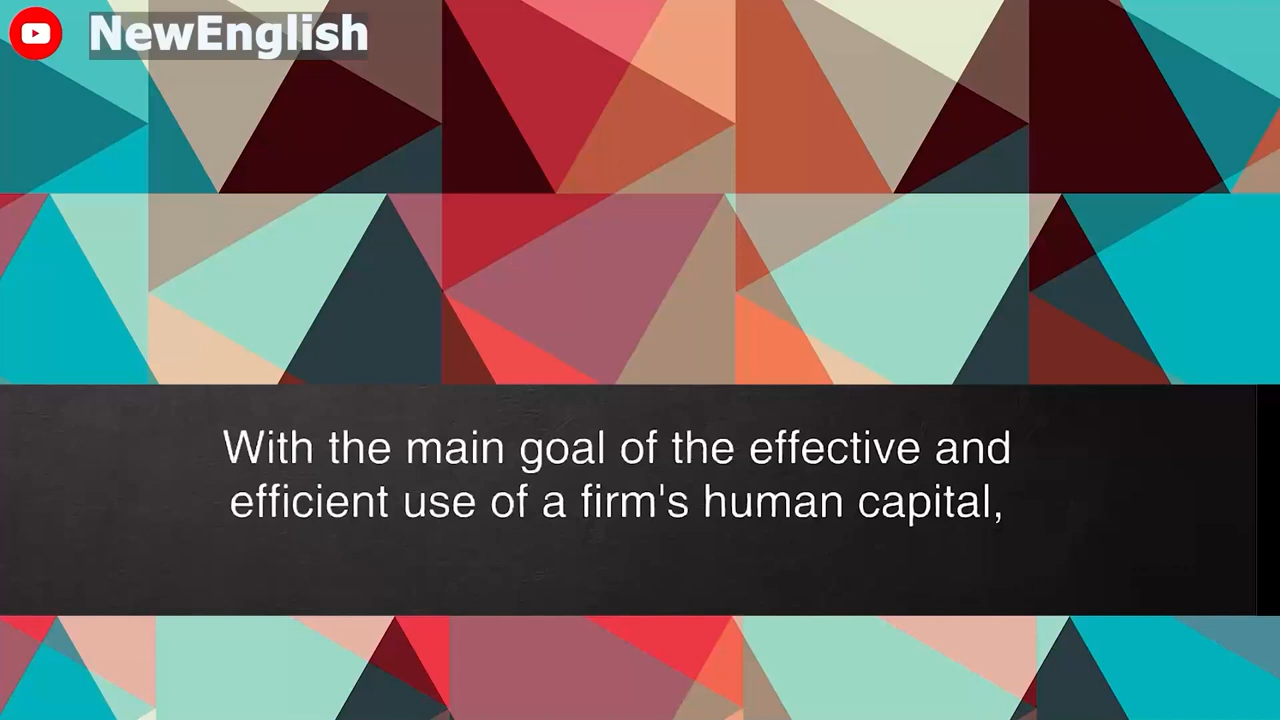 NewEnglish
With the main goal of the effective and
efficient use of a firm's human capital,